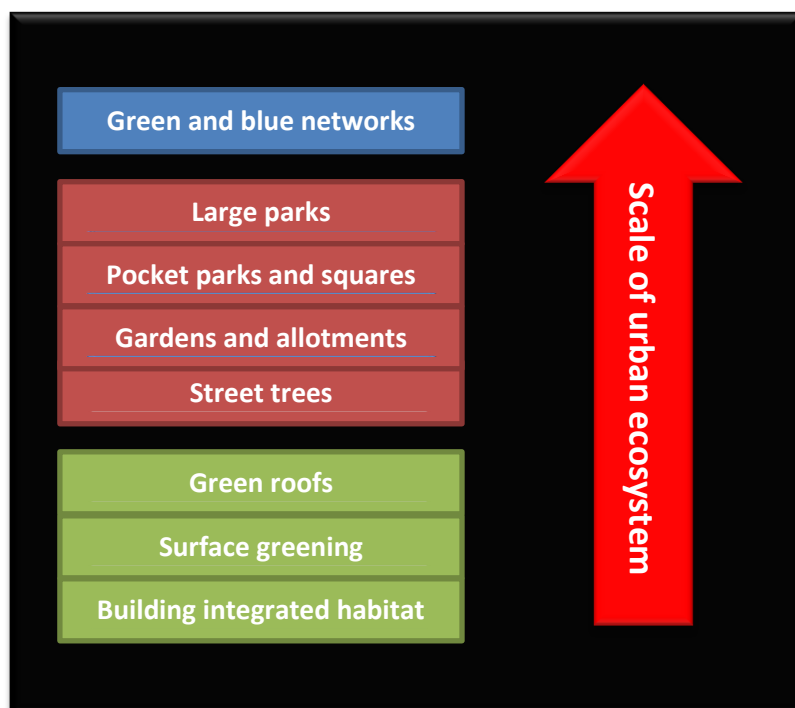 Green and blue networks
Large parks
Pocket parks and squares
Gardens and allotments
Street trees
Green roofs
Surface greening
Building integrated habitat
Scale of urban ecosystem